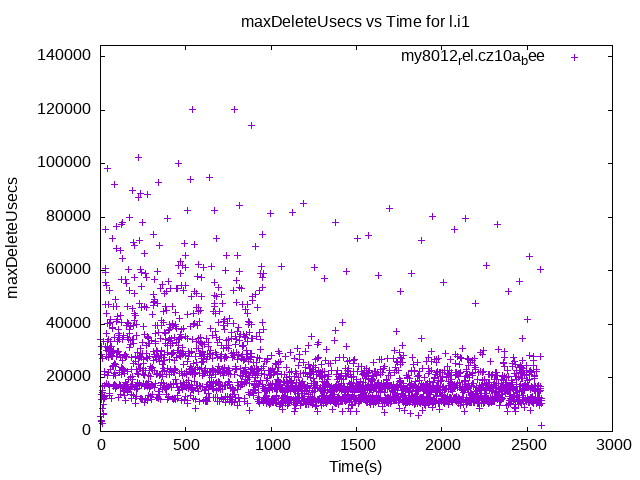 maxDeleteUsecs vs Time for l.i1
my8012rel.cz10abee
140000
120000
100000
80000
60000
40000
20000
0
maxDeleteUsecs
0 500 1000 1500 2000 2500 3000
Time(s)